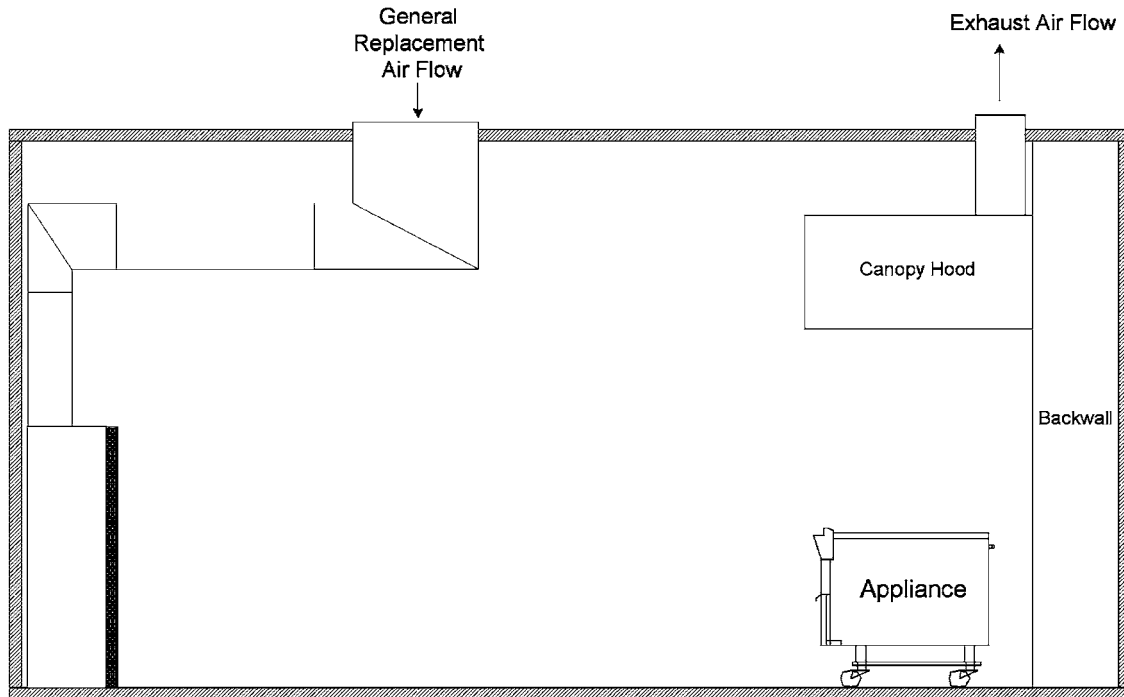 General
Replacement
Air Flow
Exhaust Air Flow
Canopy Hood
Backwall
Appliance